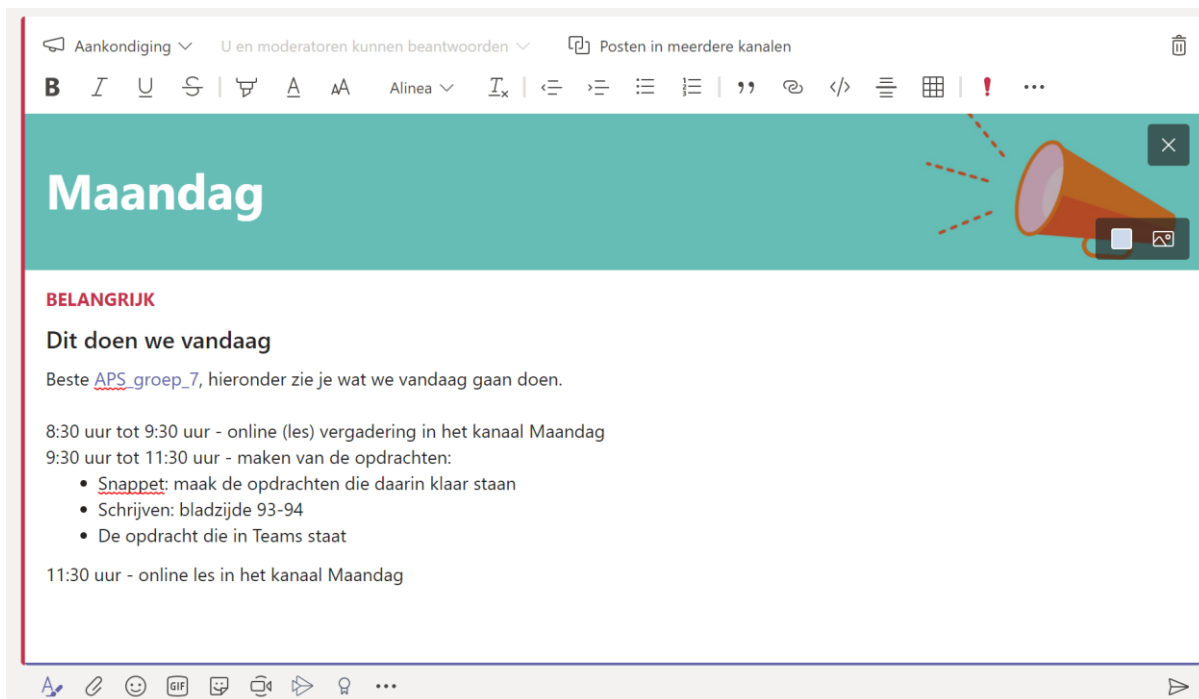 Aankondiging U en moderatoren kunnen beantwoorden Posten in meerdere kanalen
B I U S A AA Alinea Tx </> ! ...
Maandag
BELANGRIJK
Dit doen we vandaag
Beste APS_groep_7, hieronder zie je wat we vandaag gaan doen.
8:30 uur tot 9:30 uur - online (les) vergadering in het kanaal Maandag
9:30 uur tot 11:30 uur - maken van de opdrachten:
• Snappet: maak de opdrachten die daarin klaar staan
• Schrijven: bladzijde 93-94
• De opdracht die in Teams staat
11:30 uur - online les in het kanaal Maandag
GIF